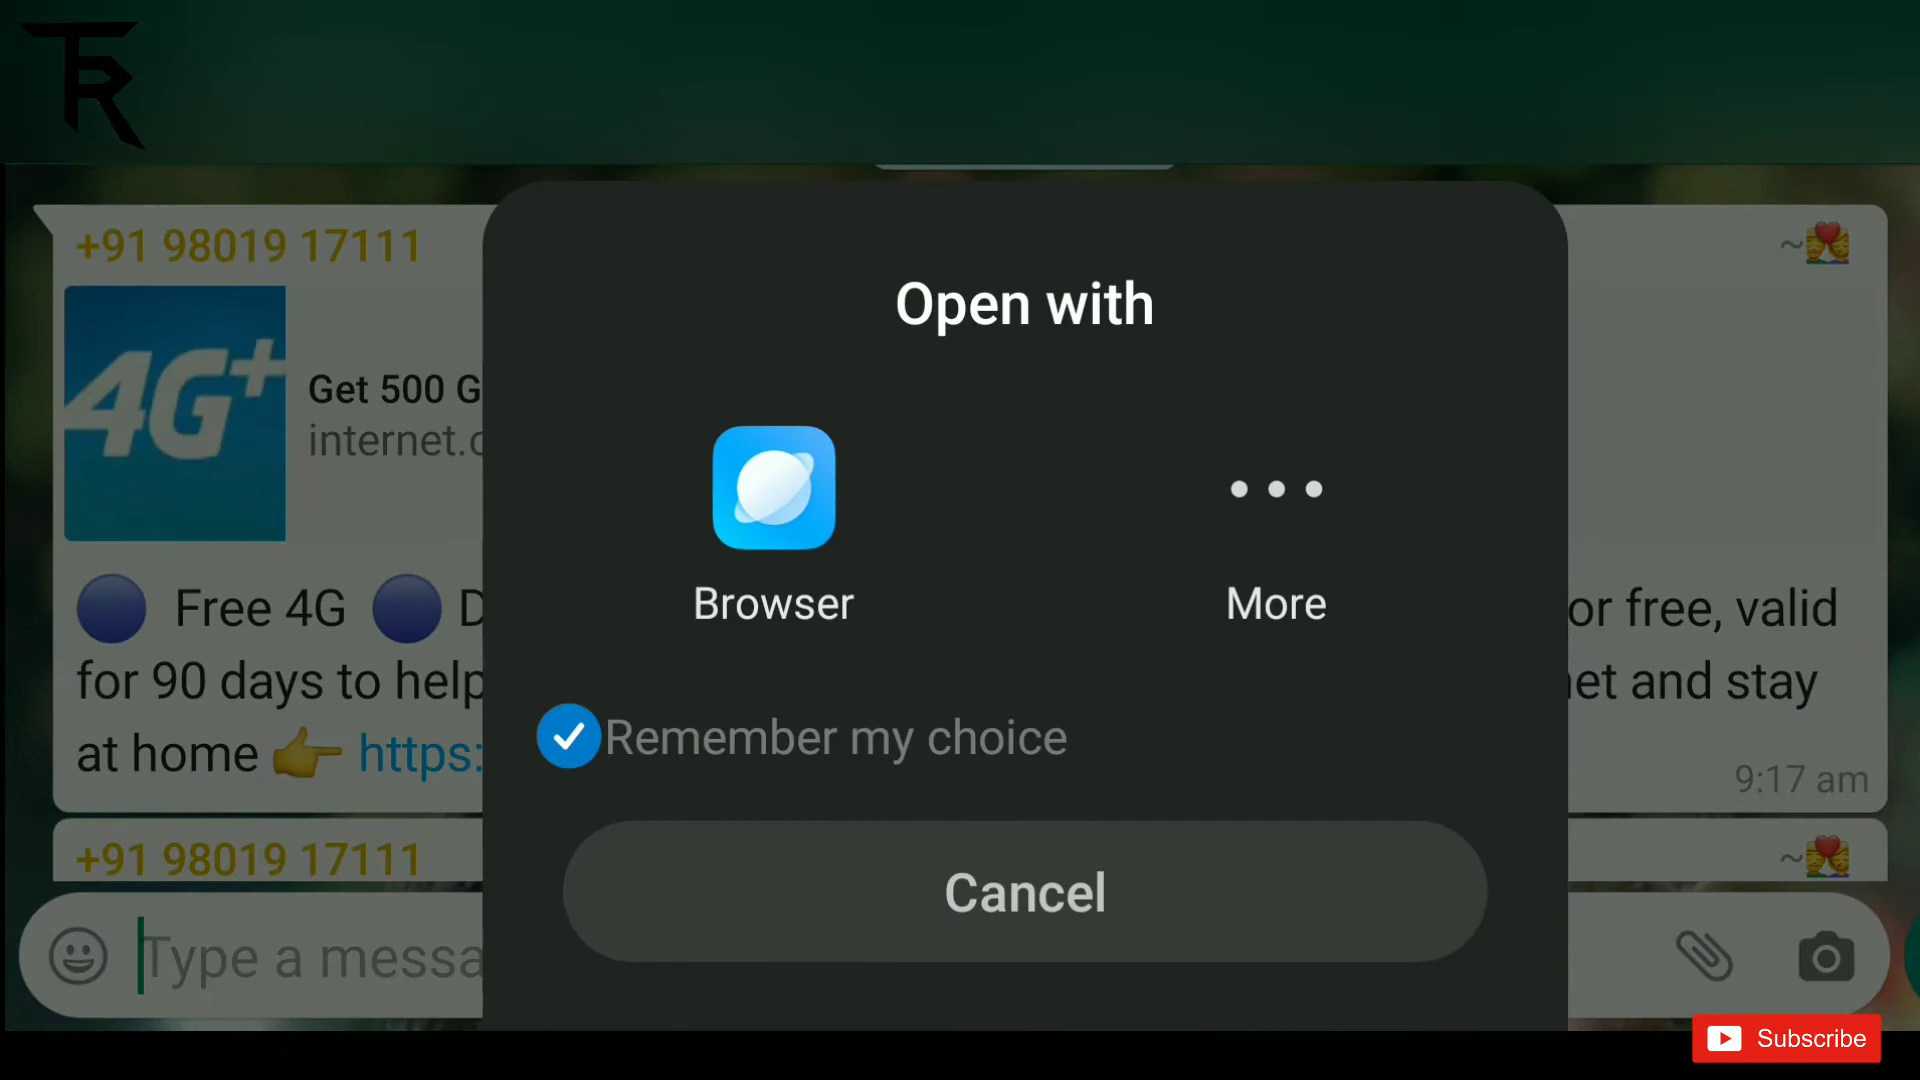 TR
+91 98019 17111
~
Open with
4G+
Get 500 G
internet.
Browser
More
Free 4G
or free, valid
for 90 days to help
et and stay
at home 👉 https:
Remember my choice
9:17 am
+91 98019 17111
~
Cancel
Type a messa
Subscribe